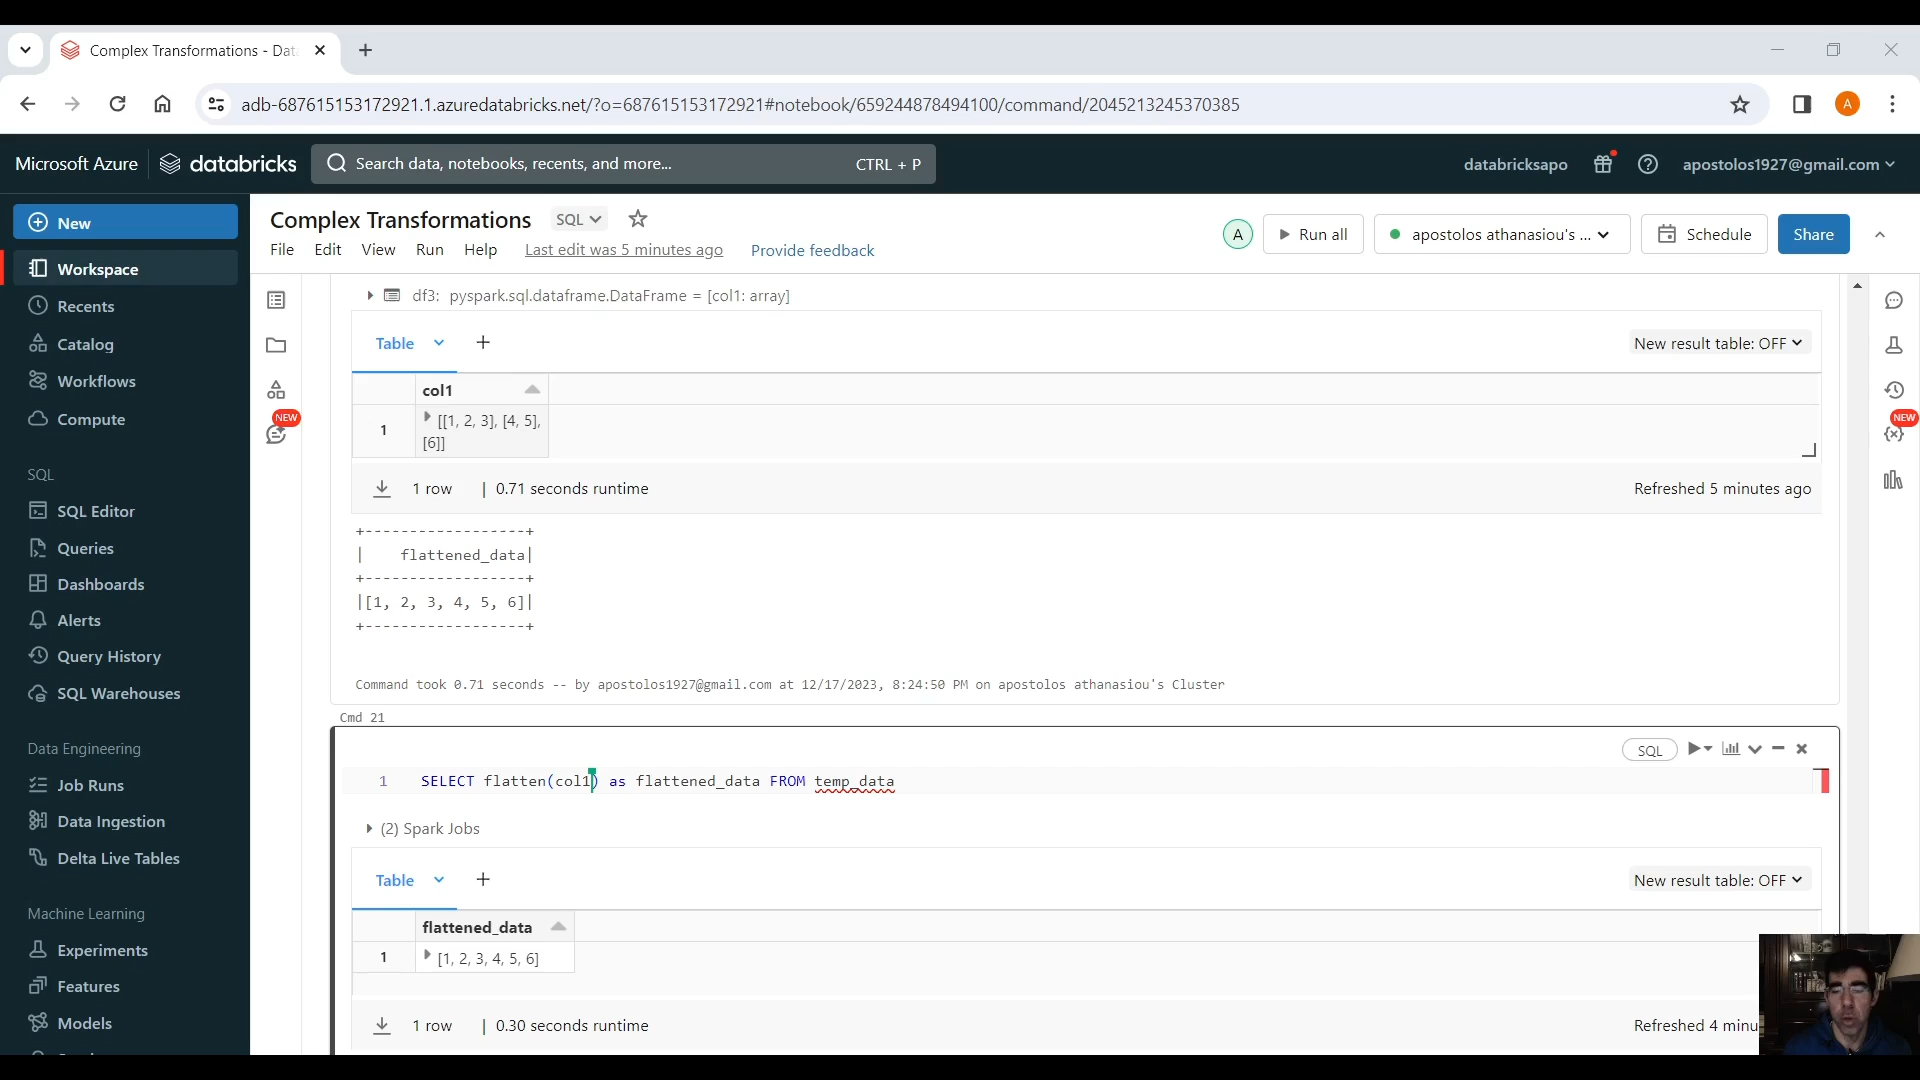 Complex Transformations - Dat
adb-687615153172921.1.azuredatabricks.net/?o=687615153172921#notebook/659244878494100/command/2045213245370385
A
Microsoft Azure
databricks
Search data, notebooks, recents, and more...
CTRL + P
databricksapo
apostolos1927@gmail.com
New
Workspace
Recents
Catalog
Workflows
Compute
SQL
SQL Editor
Queries
Dashboards
Alerts
Query History
SQL Warehouses
Data Engineering
Job Runs
Data Ingestion
Delta Live Tables
Machine Learning
Experiments
Features
Models
Complex Transformations
SQL
File Edit View Run Help Last edit was 5 minutes ago Provide feedback
A
Run all
apostolos athanasiou's ...
Schedule
Share
NEW
NEW
df3: pyspark.sql.dataframe.DataFrame = [col1: array]
Table +
New result table: OFF
col1
1 [[1, 2, 3], [4, 5],
[6]]
1 row | 0.71 seconds runtime
Refreshed 5 minutes ago
+------------------+
|    flattened_data|
+------------------+
|[1, 2, 3, 4, 5, 6]|
+------------------+
Command took 0.71 seconds -- by apostolos1927@gmail.com at 12/17/2023, 8:24:50 PM on apostolos athanasiou's Cluster
Cmd 21
SQL
1 SELECT flatten(col1) as flattened_data FROM temp_data
(2) Spark Jobs
Table +
New result table: OFF
flattened_data
1 [1, 2, 3, 4, 5, 6]
1 row | 0.30 seconds runtime
Refreshed 4 minu